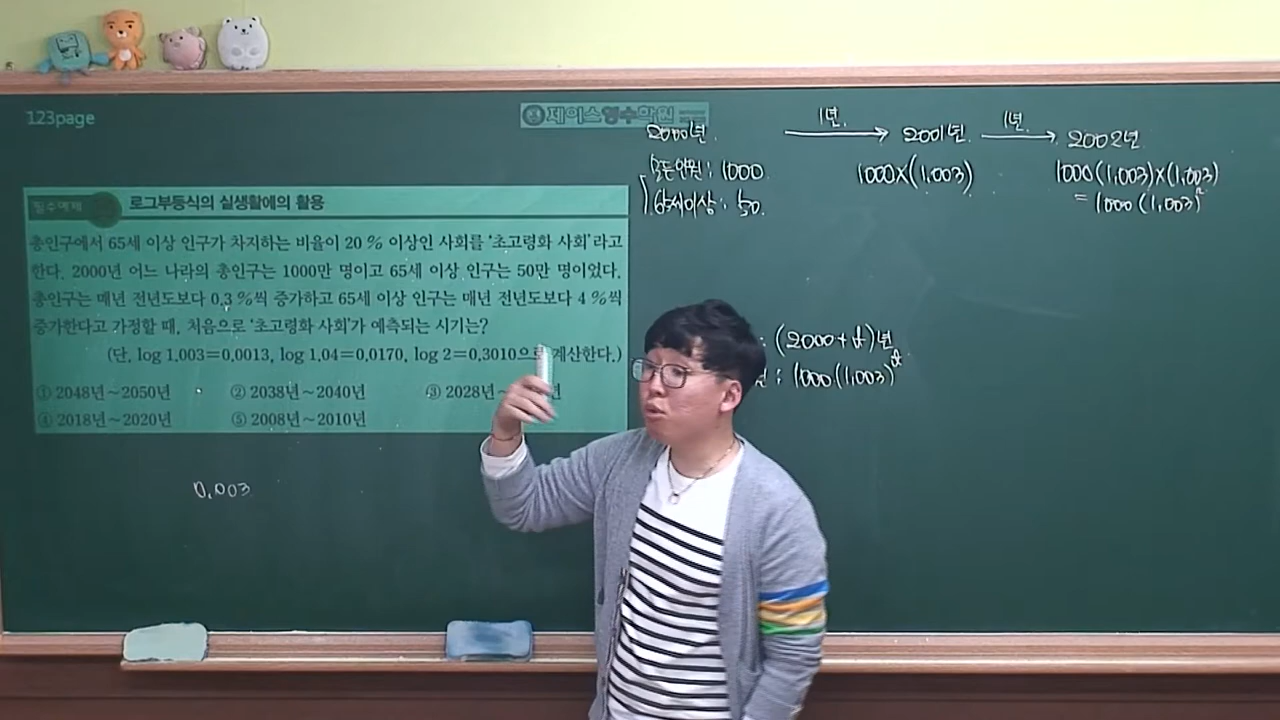 123page
제이스형수학원
필수예제 로그부등식의 실생활에의 활용
총인구에서 65세 이상 인구가 차지하는 비율이 20 % 이상인 사회를 '초고령화 사회'라고
한다. 2000년 어느 나라의 총인구는 1000만 명이고 65세 이상 인구는 50만 명이었다.
총인구는 매년 전년도보다 0.3 %씩 증가하고 65세 이상 인구는 매년 전년도보다 4 %씩
증가한다고 가정할 때, 처음으로 '초고령화 사회'가 예측되는 시기는?
(단, log 1.003=0.0013, log 1.04=0.0170, log 2=0.3010으로 계산한다.)
① 2048년~2050년 ② 2038년~2040년 ③ 2028년~ 년
④ 2018년~2020년 ⑤ 2008년~2010년
0.003
2000년. 1년. 2001년. 1년. 2002년
: 1000 1000×(1.003) 1000(1.003)×(1.003)
65세이상 : 50. = 1000(1.003)²
: (2000+ )년
: 1000(1.003)